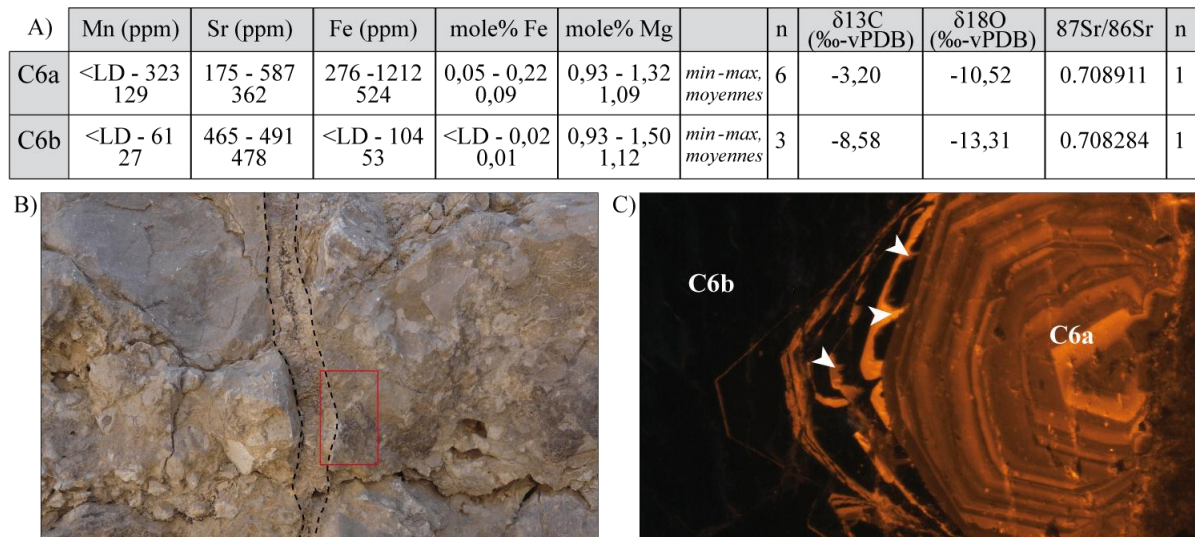 A) Mn (ppm) Sr (ppm) Fe (ppm) mole% Fe mole% Mg n δ13C (‰-vPDB) δ18O (‰-vPDB) 87Sr/86Sr n
C6a <LD - 323 175 - 587 276 -1212 0,05 - 0,22 0,93 - 1,32 min-max, 6 -3,20 -10,52 0.708911 1
129 362 524 0,09 1,09 moyennes
C6b <LD - 61 465 - 491 <LD - 104 <LD - 0,02 0,93 - 1,50 min-max, 3 -8,58 -13,31 0.708284 1
27 478 53 0,01 1,12 moyennes
B)
C)
C6b
C6a